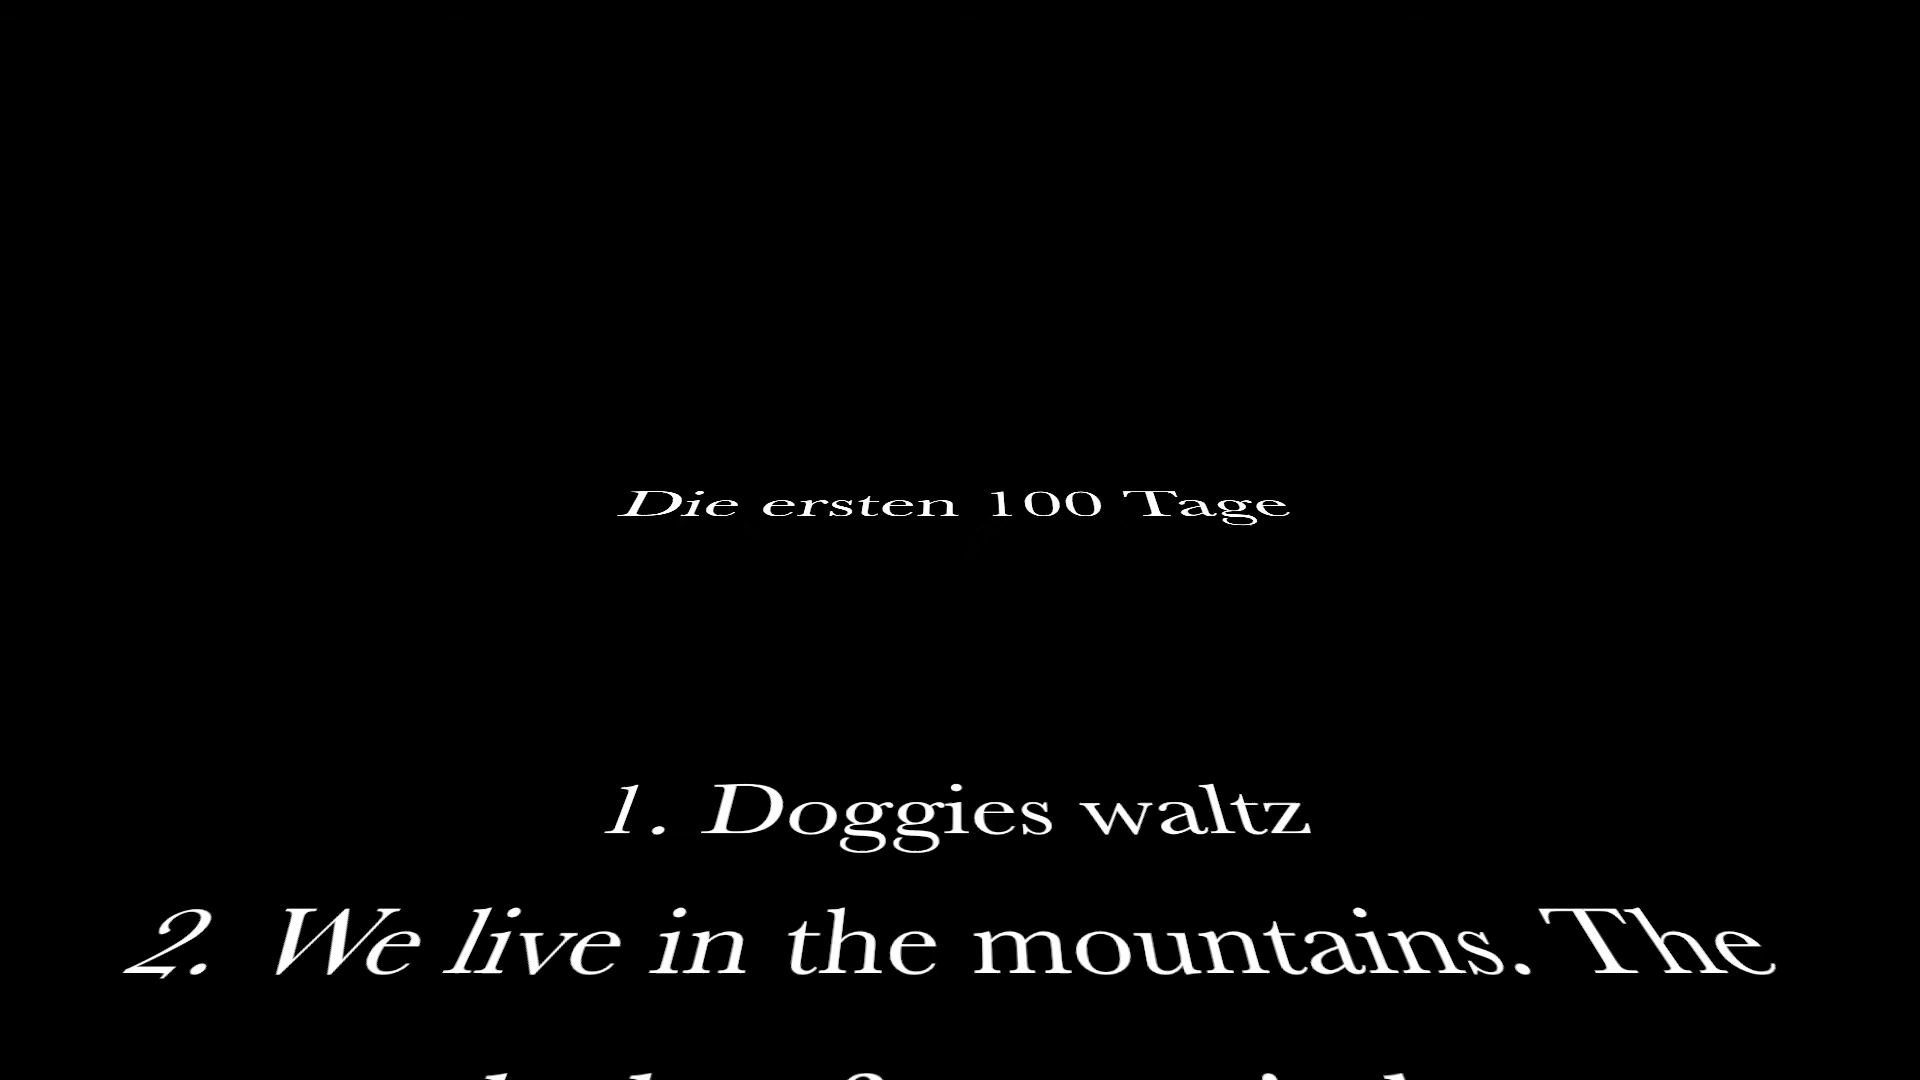 Die ersten 100 Tage
1. Doggies waltz
2. We live in the mountains. The